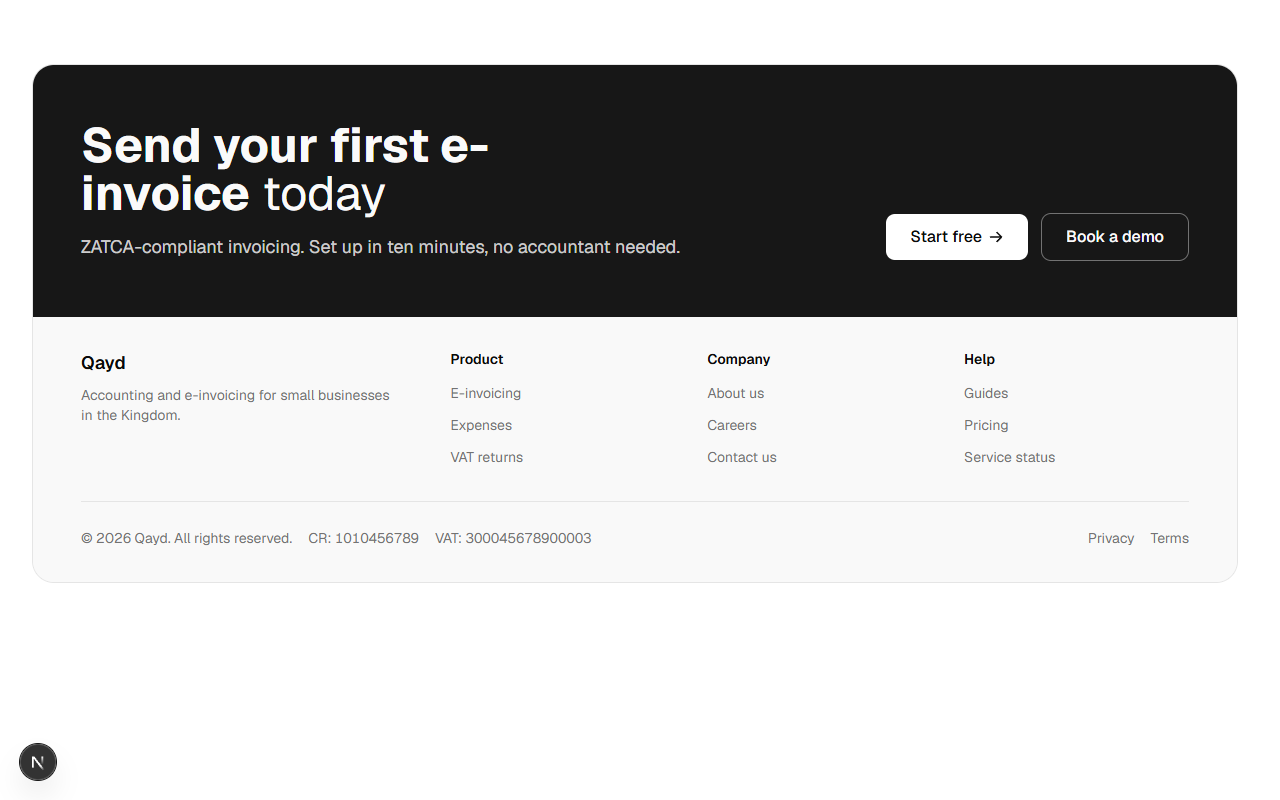 Send your first e-
invoice today
ZATCA-compliant invoicing. Set up in ten minutes, no accountant needed.
Start free →
Book a demo
Qayd
Accounting and e-invoicing for small businesses
in the Kingdom.
Product
E-invoicing
Expenses
VAT returns
Company
About us
Careers
Contact us
Help
Guides
Pricing
Service status
© 2026 Qayd. All rights reserved. CR: 1010456789 VAT: 300045678900003
Privacy Terms
N